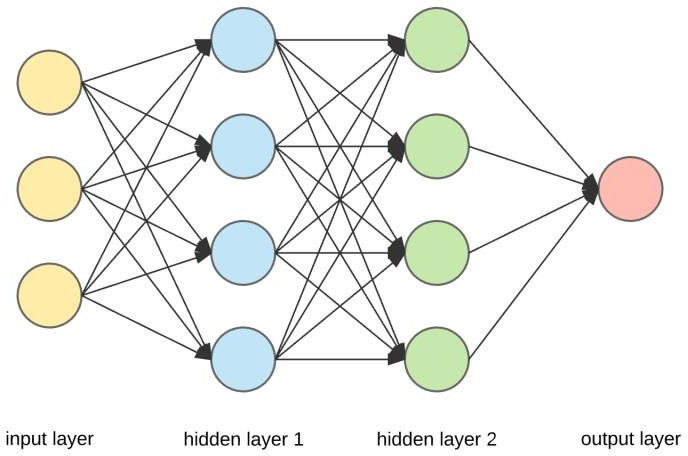 input layer
hidden layer 1
hidden layer 2
output layer